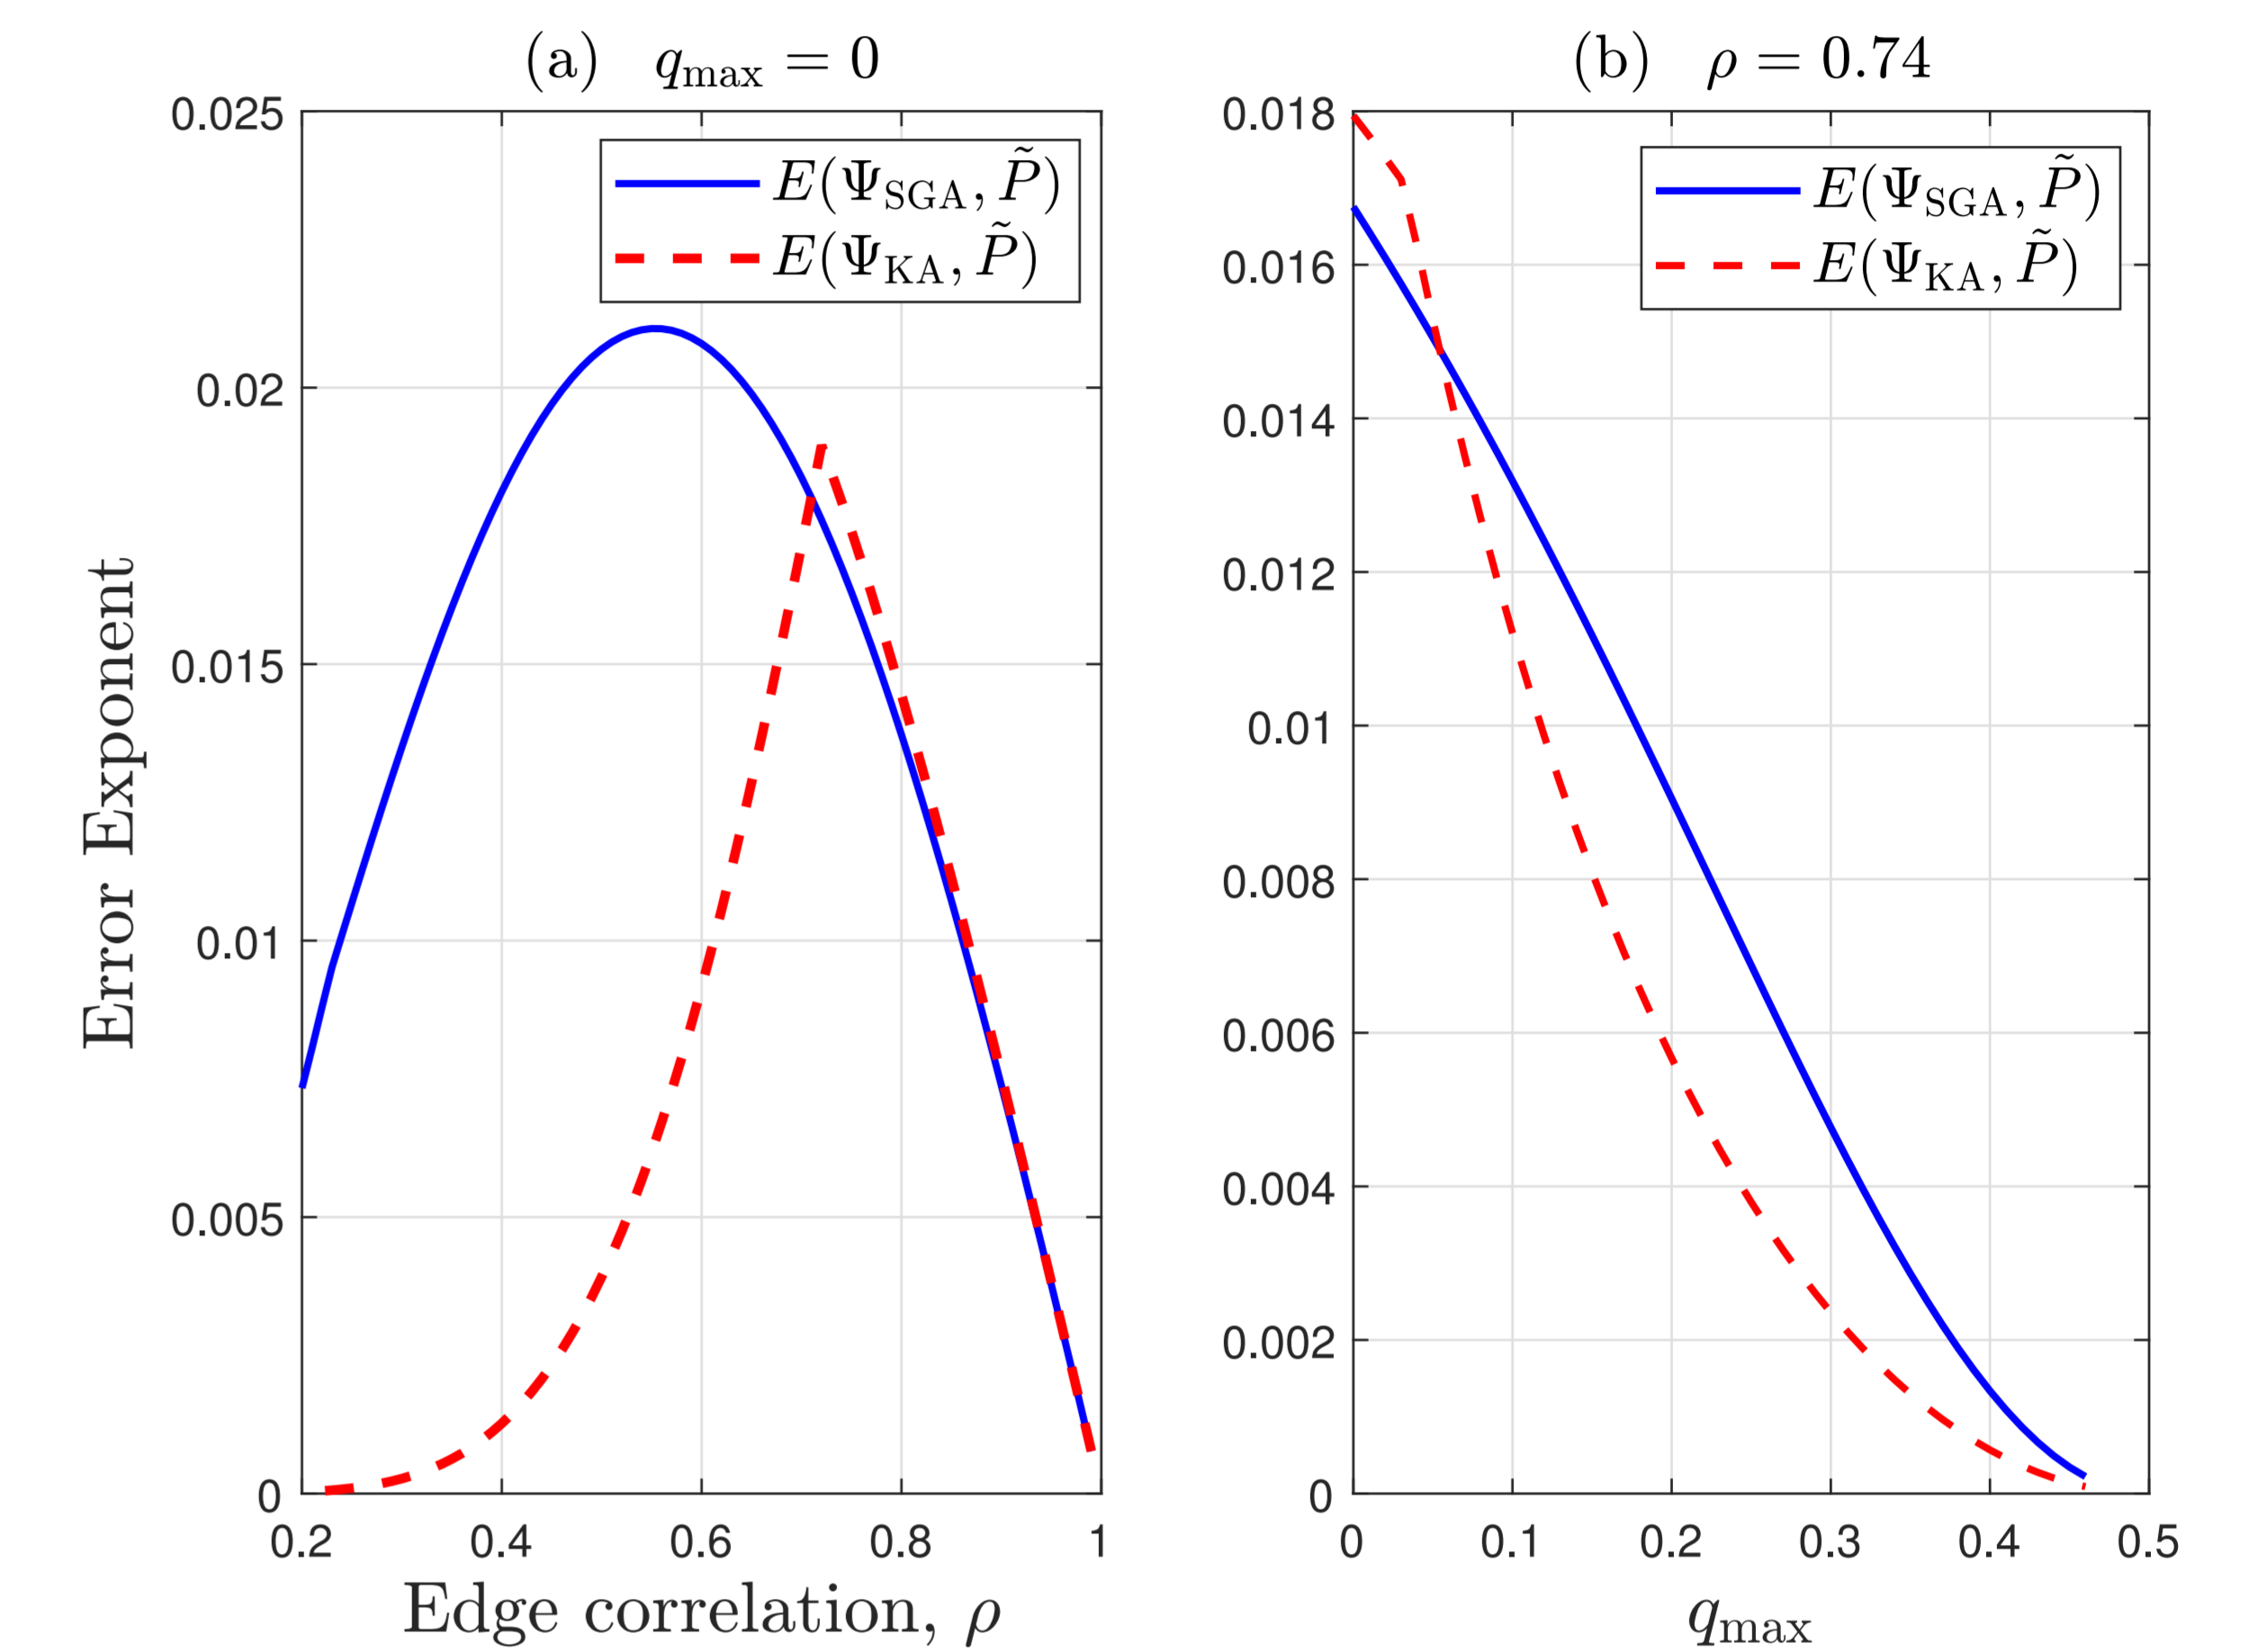 (a) q_max = 0
0.025
0.02
0.015
0.01
0.005
0
0.2 0.4 0.6 0.8 1
Error Exponent
Edge correlation, ρ
E(Ψ_SGA, P̃)
E(Ψ_KA, P̃)
(b) ρ = 0.74
0.018
0.016
0.014
0.012
0.01
0.008
0.006
0.004
0.002
0
0 0.1 0.2 0.3 0.4 0.5
q_max
E(Ψ_SGA, P̃)
E(Ψ_KA, P̃)